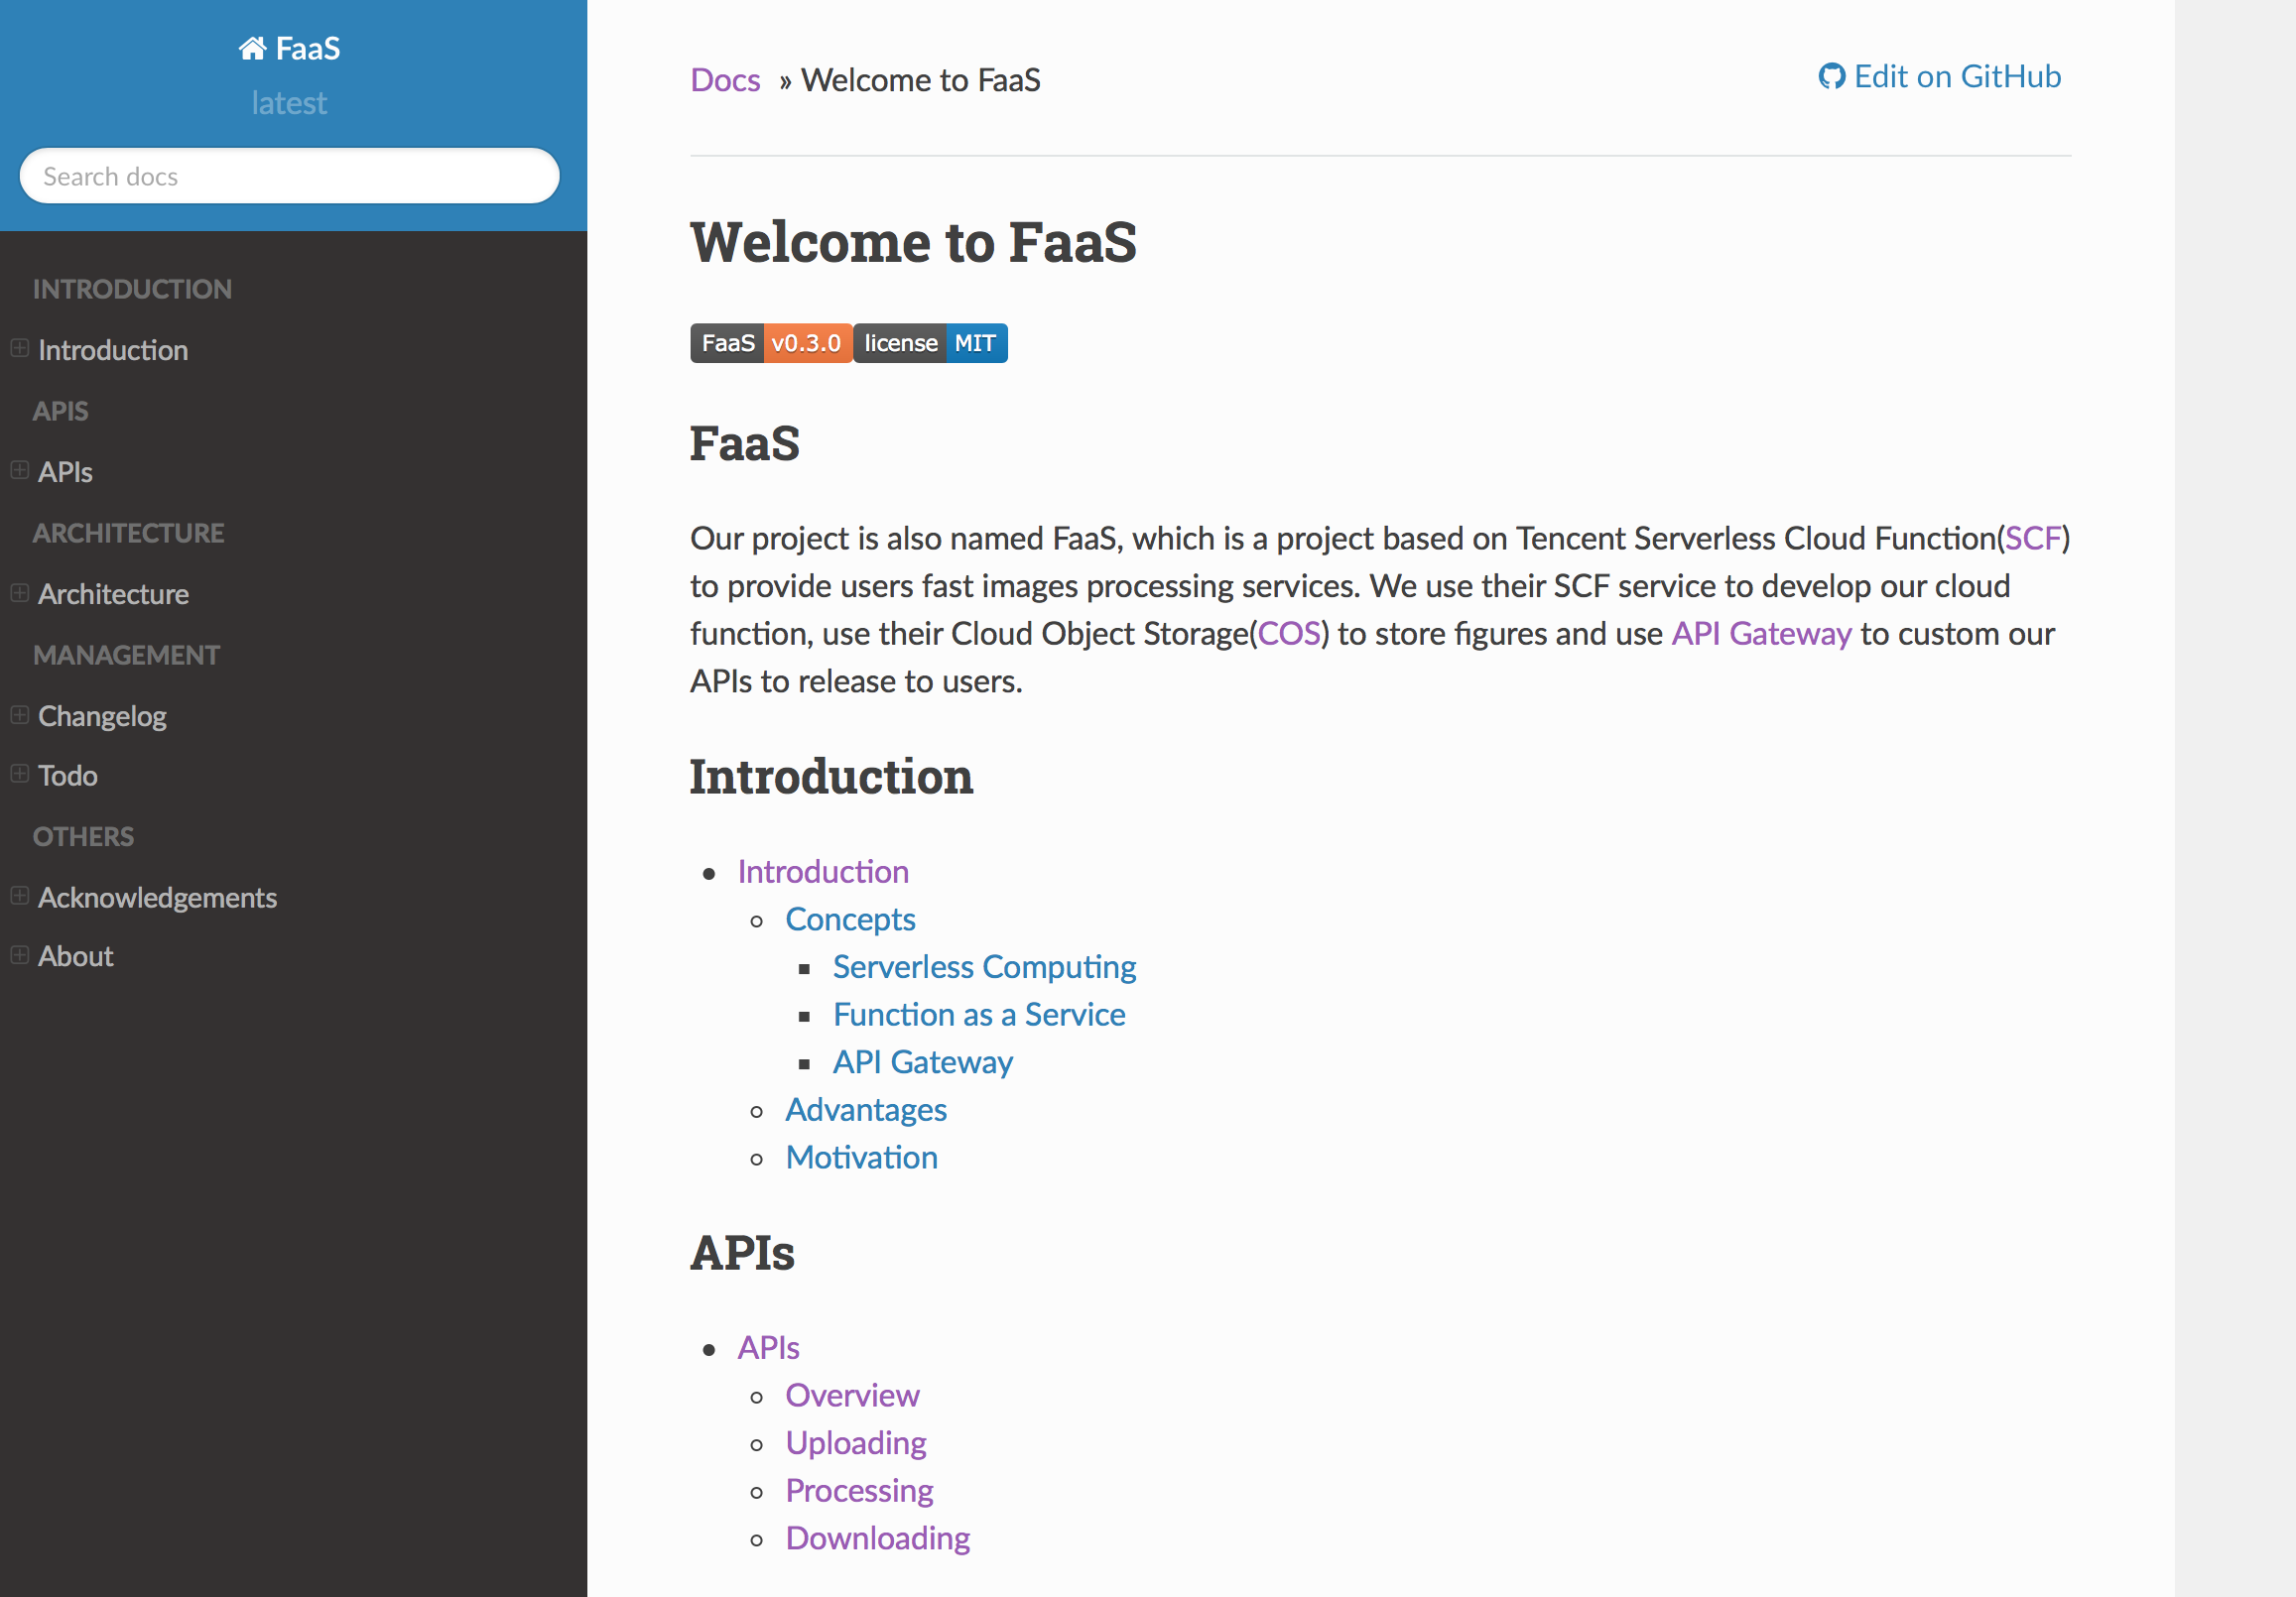 FaaS
latest
Search docs
INTRODUCTION
Introduction
APIS
APIs
ARCHITECTURE
Architecture
MANAGEMENT
Changelog
Todo
OTHERS
Acknowledgements
About
Docs » Welcome to FaaS
Edit on GitHub
Welcome to FaaS
FaaS v0.3.0 license MIT
FaaS
Our project is also named FaaS, which is a project based on Tencent Serverless Cloud Function(SCF)
to provide users fast images processing services. We use their SCF service to develop our cloud
function, use their Cloud Object Storage(COS) to store figures and use API Gateway to custom our
APIs to release to users.
Introduction
Introduction
Concepts
Serverless Computing
Function as a Service
API Gateway
Advantages
Motivation
APIs
APIs
Overview
Uploading
Processing
Downloading